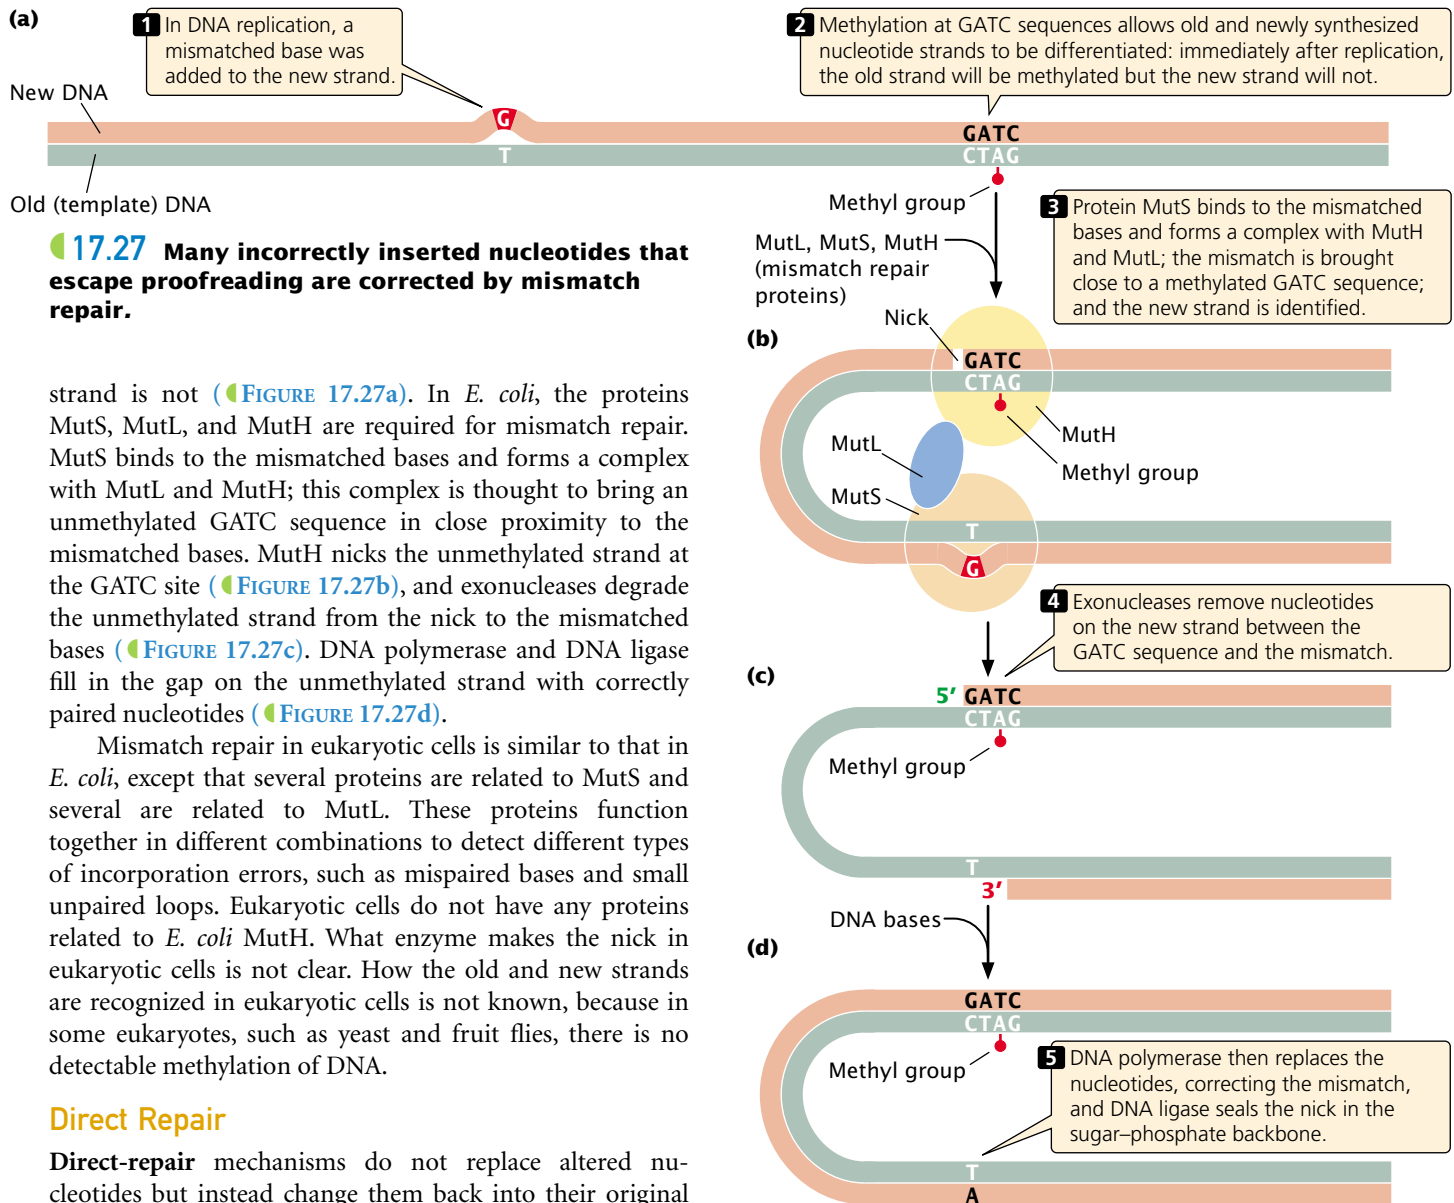 (a)
1 In DNA replication, a
mismatched base was
added to the new strand.
2 Methylation at GATC sequences allows old and newly synthesized
nucleotide strands to be differentiated: immediately after replication,
the old strand will be methylated but the new strand will not.
New DNA
G
GATC
T
CTAG
Old (template) DNA
Methyl group
17.27 Many incorrectly inserted nucleotides that
escape proofreading are corrected by mismatch
repair.
strand is not (FIGURE 17.27a). In E. coli, the proteins
MutS, MutL, and MutH are required for mismatch repair.
MutS binds to the mismatched bases and forms a complex
with MutL and MutH; this complex is thought to bring an
unmethylated GATC sequence in close proximity to the
mismatched bases. MutH nicks the unmethylated strand at
the GATC site (FIGURE 17.27b), and exonucleases degrade
the unmethylated strand from the nick to the mismatched
bases (FIGURE 17.27c). DNA polymerase and DNA ligase
fill in the gap on the unmethylated strand with correctly
paired nucleotides (FIGURE 17.27d).
Mismatch repair in eukaryotic cells is similar to that in
E. coli, except that several proteins are related to MutS and
several are related to MutL. These proteins function
together in different combinations to detect different types
of incorporation errors, such as mispaired bases and small
unpaired loops. Eukaryotic cells do not have any proteins
related to E. coli MutH. What enzyme makes the nick in
eukaryotic cells is not clear. How the old and new strands
are recognized in eukaryotic cells is not known, because in
some eukaryotes, such as yeast and fruit flies, there is no
detectable methylation of DNA.
Direct Repair
Direct-repair mechanisms do not replace altered nu-
cleotides but instead change them back into their original
3 Protein MutS binds to the mismatched
bases and forms a complex with MutH
and MutL; the mismatch is brought
close to a methylated GATC sequence;
and the new strand is identified.
MutL, MutS, MutH
(mismatch repair
proteins)
(b)
Nick
GATC
CTAG
MutH
Methyl group
MutL
MutS
T
G
4 Exonucleases remove nucleotides
on the new strand between the
GATC sequence and the mismatch.
(c)
5′ GATC
CTAG
Methyl group
T
3′
DNA bases
(d)
GATC
CTAG
Methyl group
5 DNA polymerase then replaces the
nucleotides, correcting the mismatch,
and DNA ligase seals the nick in the
sugar–phosphate backbone.
T
A